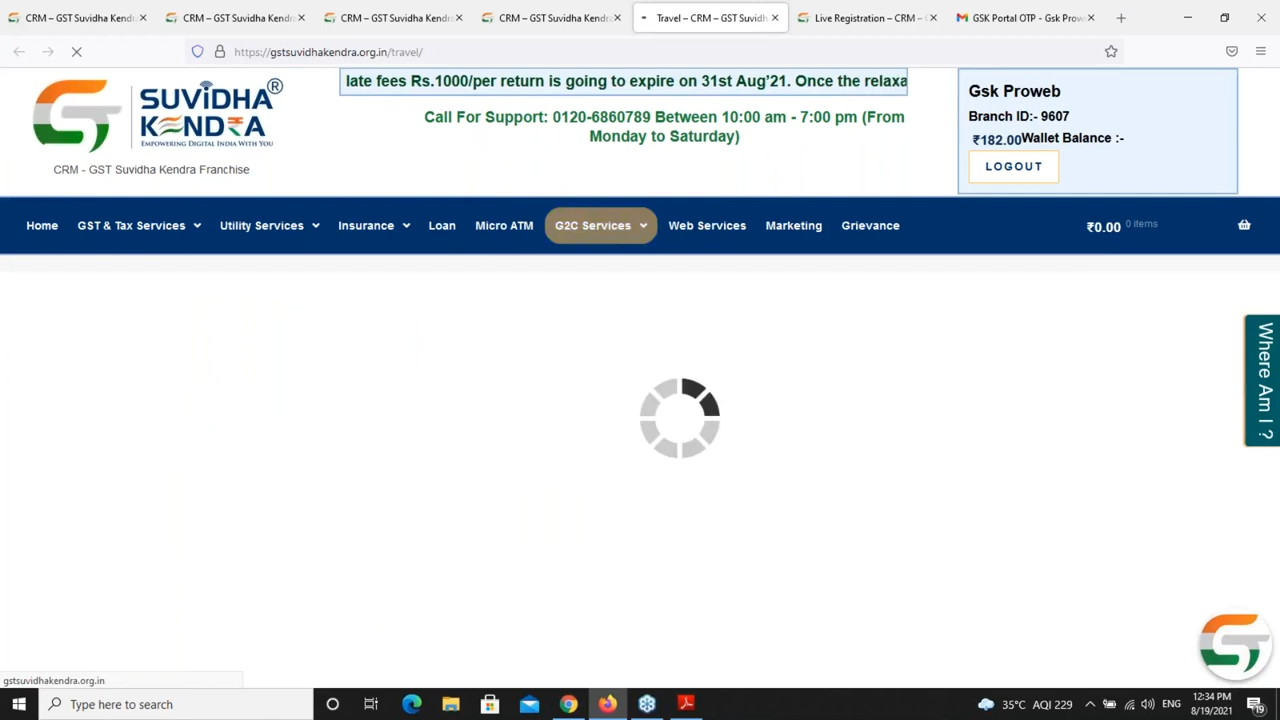 CRM – GST Suvidha Kendra
CRM – GST Suvidha Kendra
CRM – GST Suvidha Kendra
CRM – GST Suvidha Kendra
Travel – CRM – GST Suvidh
Live Registration – CRM –
GSK Portal OTP - Gsk Prow
https://gstsuvidhakendra.org.in/travel/
late fees Rs.1000/per return is going to expire on 31st Aug'21. Once the relaxa
SUVIDHA ®
KENDRA
EMPOWERING DIGITAL INDIA WITH YOU
CRM - GST Suvidha Kendra Franchise
Call For Support: 0120-6860789 Between 10:00 am - 7:00 pm (From
Monday to Saturday)
Gsk Proweb
Branch ID:- 9607
₹182.00Wallet Balance :-
LOGOUT
Home GST & Tax Services Utility Services Insurance Loan Micro ATM G2C Services Web Services Marketing Grievance ₹0.00 0 items
Where Am I ?
gstsuvidhakendra.org.in
Type here to search
35°C AQI 229
ENG
12:34 PM
8/19/2021
19